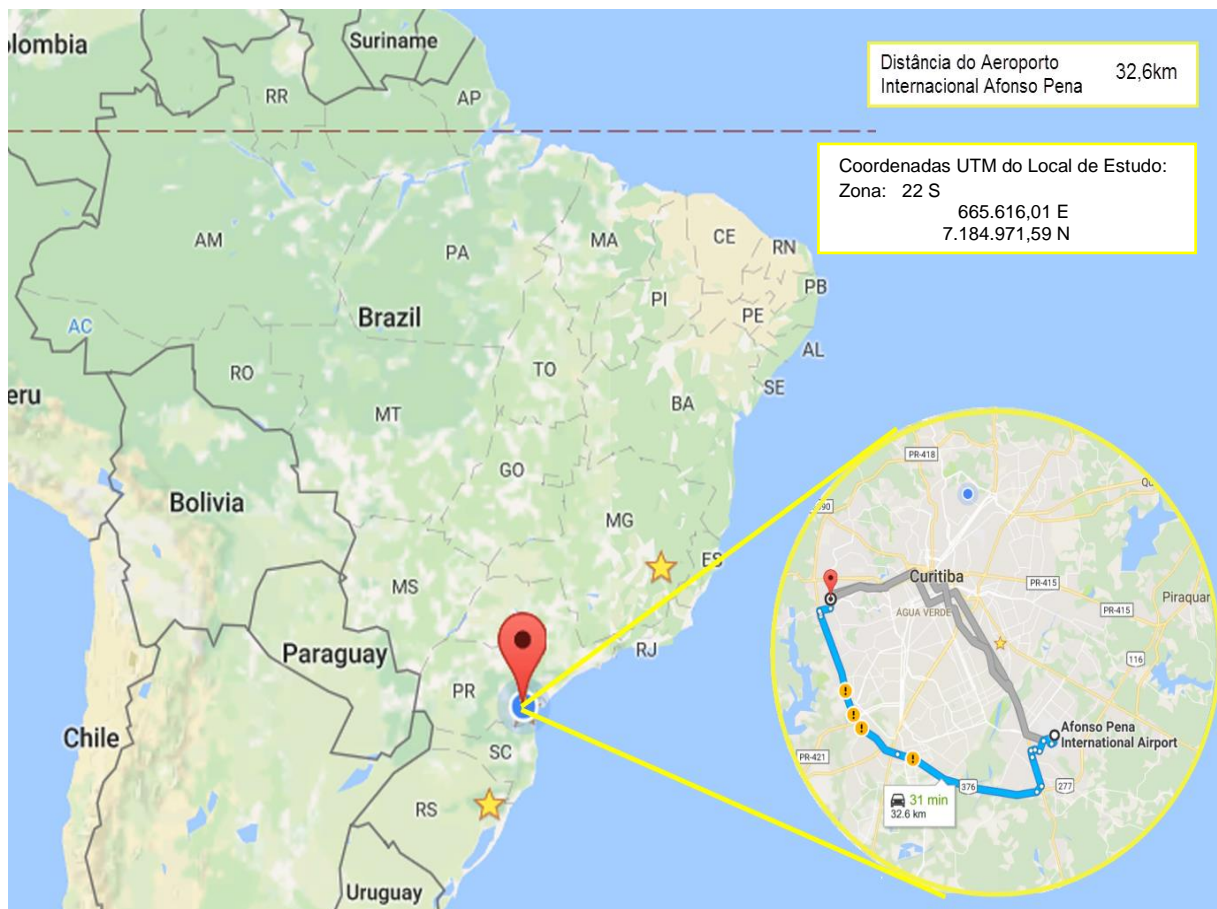 lombia
Suriname
Distância do Aeroporto
Internacional Afonso Pena
32,6km
RR
AP
Coordenadas UTM do Local de Estudo:
Zona: 22 S
665.616,01 E
7.184.971,59 N
AM
PA
MA
CE
RN
PB
PI
PE
AL
AC
Brazil
RO
TO
SE
eru
MT
BA
GO
Bolivia
MG
ES
MS
RJ
Paraguay
PR
SC
Chile
RS
Uruguay
PR-418
Curitiba
PR-415
ÁGUA VERDE
PR-415
Piraquar
116
Afonso Pena
International Airport
PR-421
376
277
31 min
32.6 km